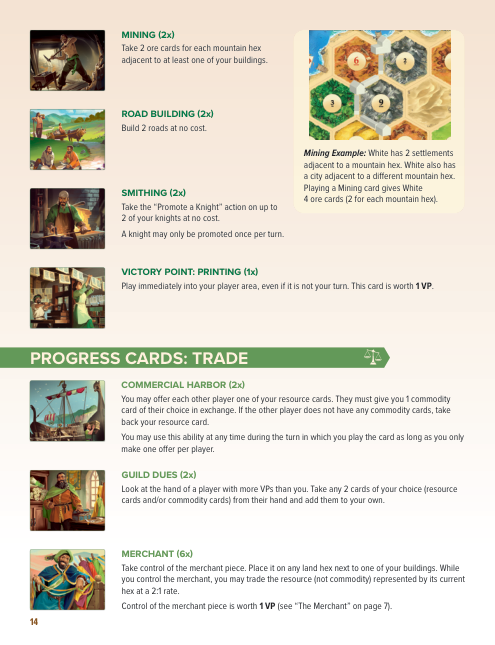 MINING (2x)
Take 2 ore cards for each mountain hex
adjacent to at least one of your buildings.
6
2
3
9
Mining Example: White has 2 settlements
adjacent to a mountain hex. White also has
a city adjacent to a different mountain hex.
Playing a Mining card gives White
4 ore cards (2 for each mountain hex).
ROAD BUILDING (2x)
Build 2 roads at no cost.
SMITHING (2x)
Take the “Promote a Knight” action on up to
2 of your knights at no cost.
A knight may only be promoted once per turn.
VICTORY POINT: PRINTING (1x)
Play immediately into your player area, even if it is not your turn. This card is worth 1 VP.
PROGRESS CARDS: TRADE
COMMERCIAL HARBOR (2x)
You may offer each other player one of your resource cards. They must give you 1 commodity
card of their choice in exchange. If the other player does not have any commodity cards, take
back your resource card.
You may use this ability at any time during the turn in which you play the card as long as you only
make one offer per player.
GUILD DUES (2x)
Look at the hand of a player with more VPs than you. Take any 2 cards of your choice (resource
cards and/or commodity cards) from their hand and add them to your own.
MERCHANT (6x)
Take control of the merchant piece. Place it on any land hex next to one of your buildings. While
you control the merchant, you may trade the resource (not commodity) represented by its current
hex at a 2:1 rate.
Control of the merchant piece is worth 1 VP (see “The Merchant” on page 7).
14